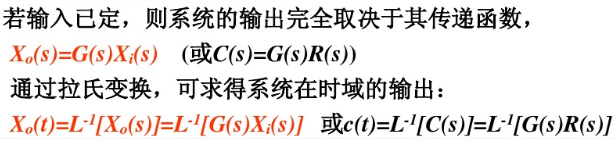 若输入已定，则系统的输出完全取决于其传递函数，
Xₒ(s)=G(s)Xᵢ(s) (或C(s)=G(s)R(s))
通过拉氏变换，可求得系统在时域的输出：
Xₒ(t)=L⁻¹[Xₒ(s)]=L⁻¹[G(s)Xᵢ(s)] 或c(t)=L⁻¹[C(s)]=L⁻¹[G(s)R(s)]